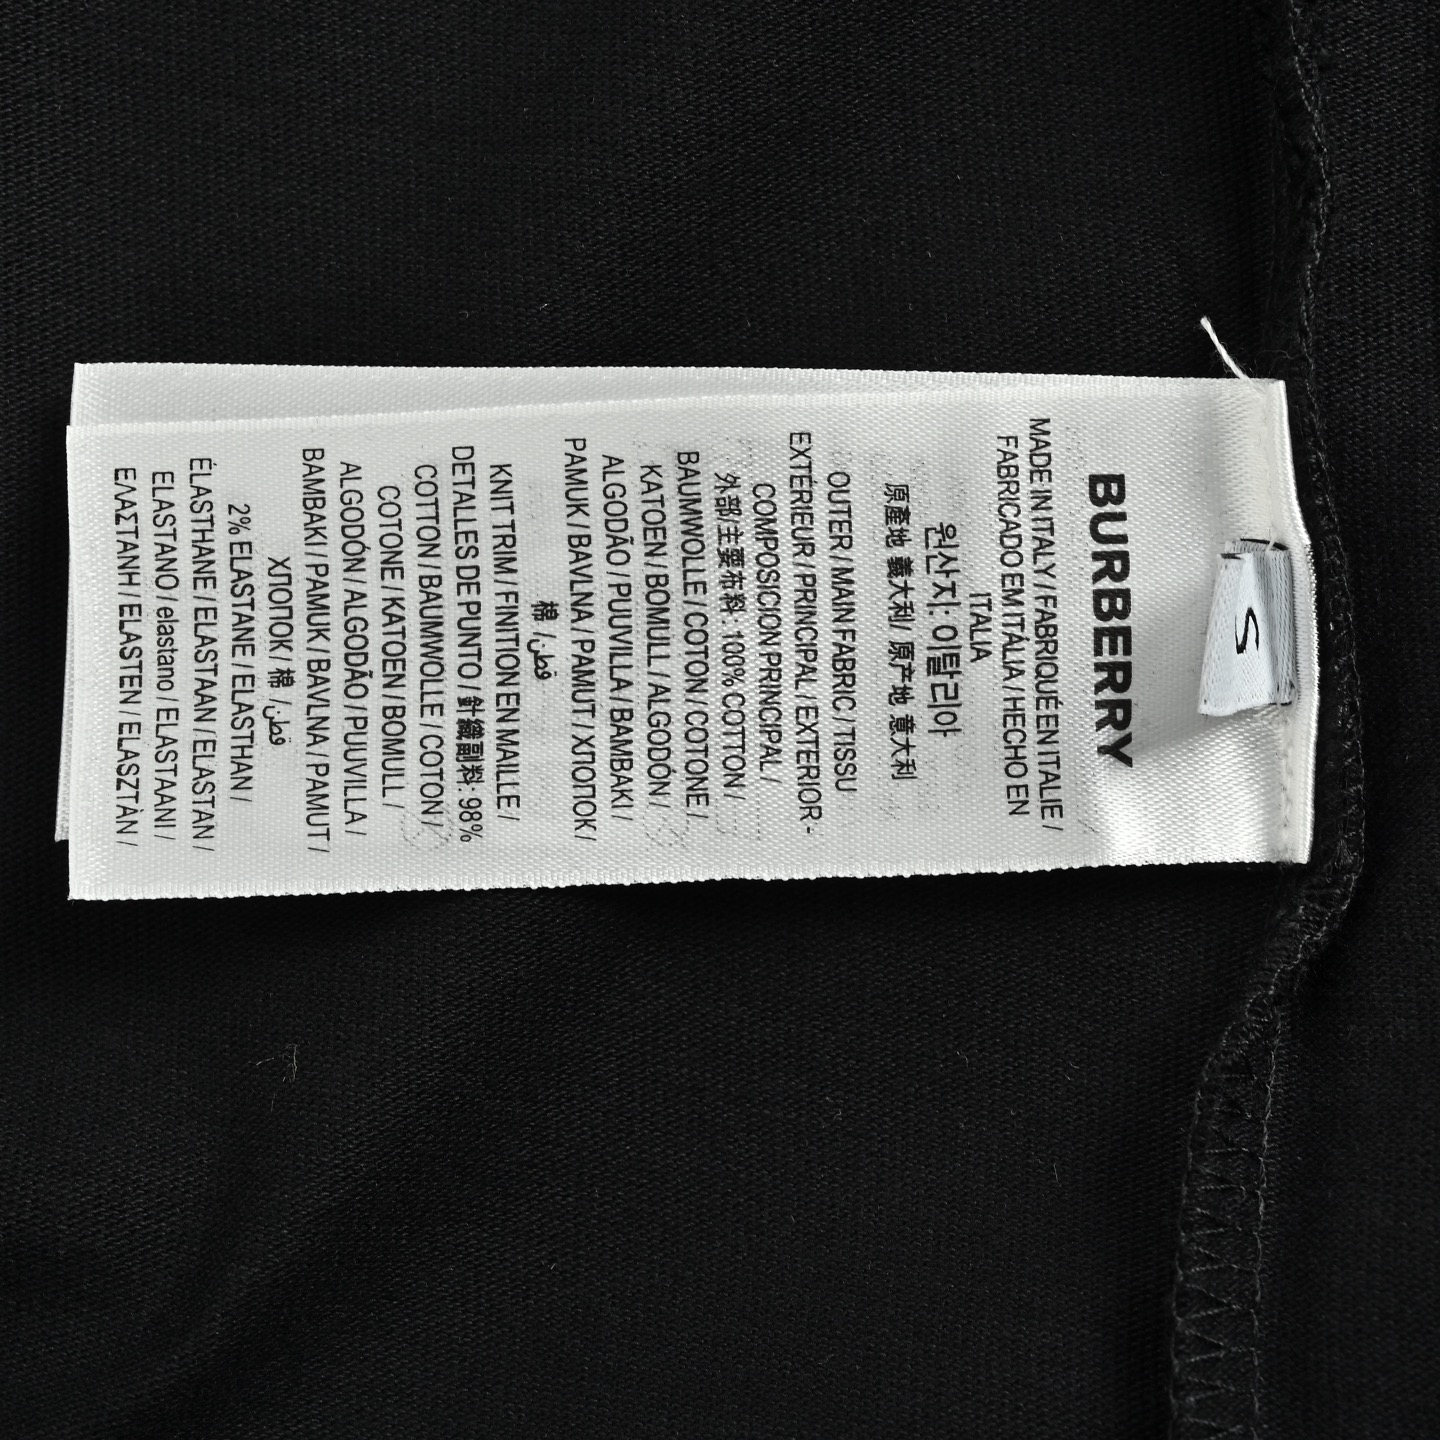 S
BURBERRY
MADE IN ITALY / FABRIQUÉ EN ITALIE /
FABRICADO EM ITÁLIA / HECHO EN
ITALIA
원산지: 이탈리아
原產地 義大利 / 原产地 意大利
OUTER / MAIN FABRIC / TISSU
EXTÉRIEUR / PRINCIPAL / EXTERIOR-
COMPOSICION PRINCIPAL /
外部/主要布料: 100% COTTON /
BAUMWOLLE / COTON / COTONE /
KATOEN / BOMULL / ALGODÓN /
ALGODÃO / PUUVILLA / BAMBAKI /
PAMUK / BAVLNA / PAMUT / ΧΠΟΠΟΚ /
棉 / قطن
KNIT TRIM / FINITION EN MAILLE /
DETALLES DE PUNTO / 針織副料: 98%
COTTON / BAUMWOLLE / COTON /
COTONE / KATOEN / BOMULL /
ALGODÓN / ALGODÃO / PUUVILLA /
BAMBAKI / PAMUK / BAVLNA / PAMUT /
ΧΠΟΠΟΚ / 棉 / قطن
2% ELASTANE / ELASTHAN /
ÉLASTHANE / ELASTAAN / ELASTAN /
ELASTANO / elastano / ELASTAANI /
ΕΛΑΣΤΑΝΗ / ELASTEN / ELASZTÀN /